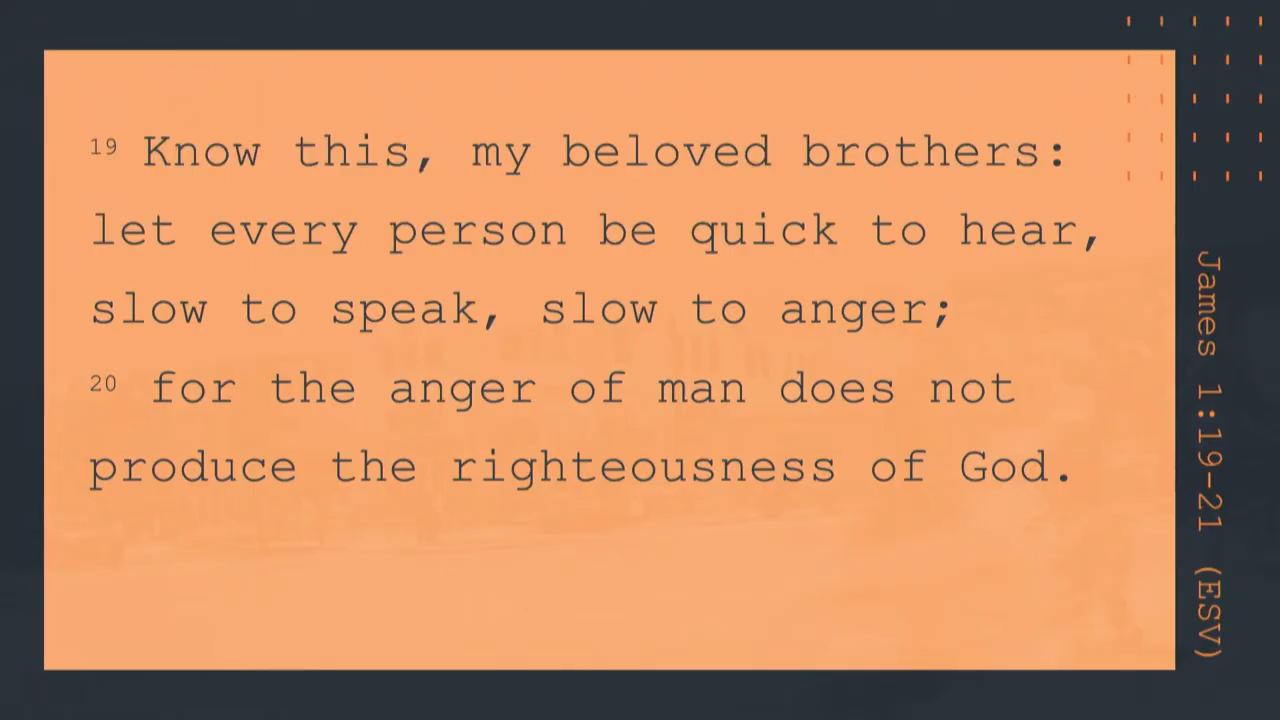 19 Know this, my beloved brothers:
let every person be quick to hear,
slow to speak, slow to anger;
20 for the anger of man does not
produce the righteousness of God.
James 1:19-21 (ESV)